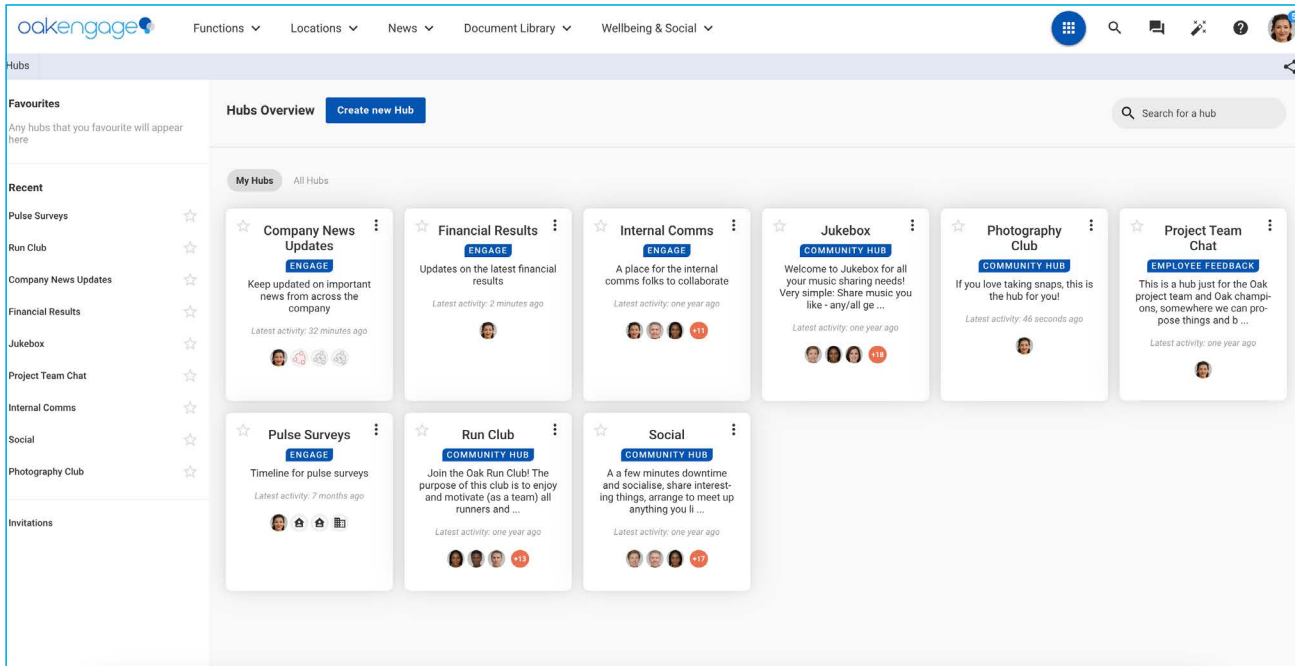 oakengage
Functions
Locations
News
Document Library
Wellbeing & Social
Hubs
Favourites
Any hubs that you favourite will appear
here
Recent
Pulse Surveys
Run Club
Company News Updates
Financial Results
Jukebox
Project Team Chat
Internal Comms
Social
Photography Club
Invitations
Hubs Overview
Create new Hub
Search for a hub
My Hubs
All Hubs
Company News
Updates
ENGAGE
Keep updated on important
news from across the
company
Latest activity: 32 minutes ago
Financial Results
ENGAGE
Updates on the latest financial
results
Latest activity: 2 minutes ago
Internal Comms
ENGAGE
A place for the internal
comms folks to collaborate
Latest activity: one year ago
+11
Jukebox
COMMUNITY HUB
Welcome to Jukebox for all
your music sharing needs!
Very simple: Share music you
like - any/all ge ...
Latest activity: one year ago
+18
Photography
Club
COMMUNITY HUB
If you love taking snaps, this is
the hub for you!
Latest activity: 46 seconds ago
Project Team
Chat
EMPLOYEE FEEDBACK
This is a hub just for the Oak
project team and Oak champi-
ons, somewhere we can pro-
pose things and b ...
Latest activity: one year ago
Pulse Surveys
ENGAGE
Timeline for pulse surveys
Latest activity: 7 months ago
Run Club
COMMUNITY HUB
Join the Oak Run Club! The
purpose of this club is to enjoy
and motivate (as a team) all
runners and ...
Latest activity: one year ago
+13
Social
COMMUNITY HUB
A a few minutes downtime
and socialise, share interest-
ing things, arrange to meet up
anything you li ...
Latest activity: one year ago
+17